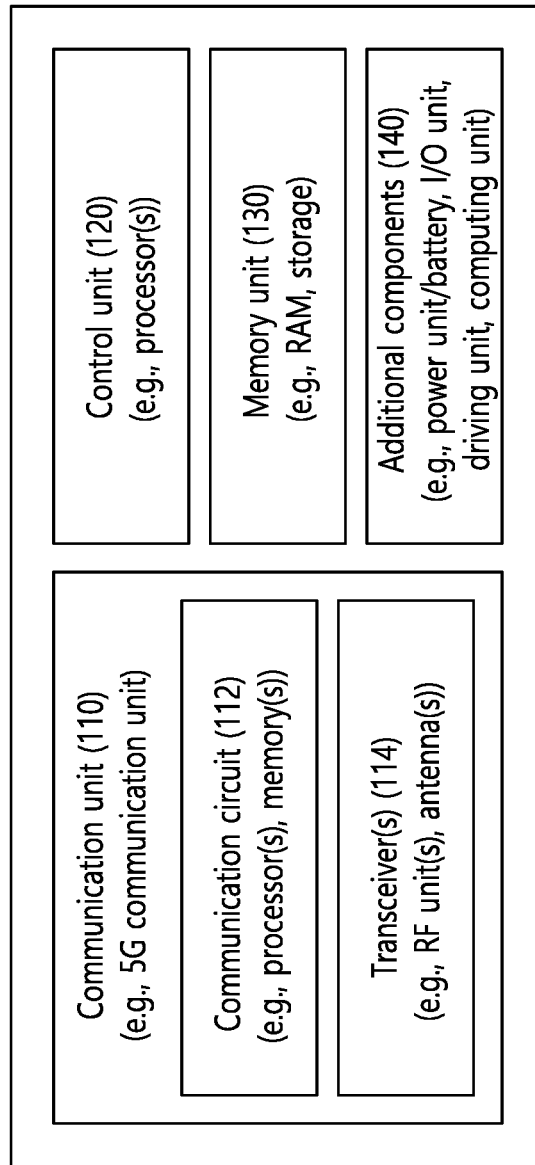 Communication unit (110)
(e.g., 5G communication unit)
Communication circuit (112)
(e.g., processor(s), memory(s))
Transceiver(s) (114)
(e.g., RF unit(s), antenna(s))
Control unit (120)
(e.g., processor(s))
Memory unit (130)
(e.g., RAM, storage)
Additional components (140)
(e.g., power unit/battery, I/O unit,
driving unit, computing unit)